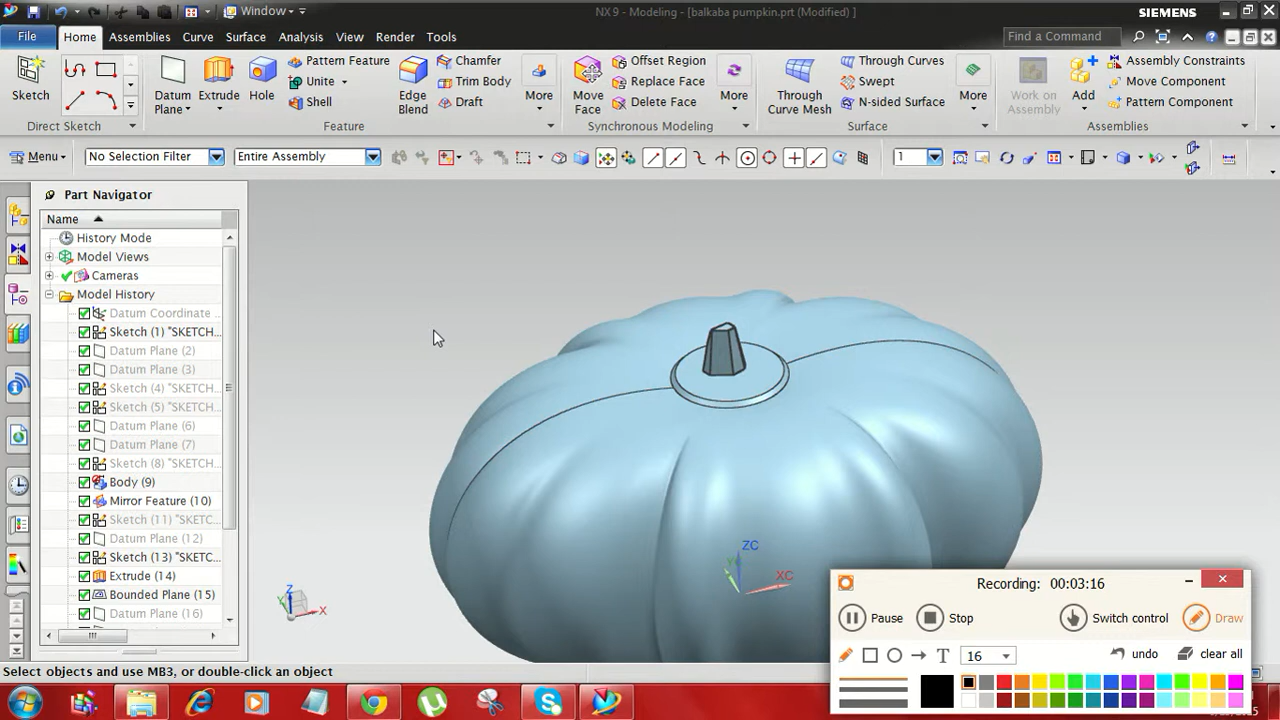 Window
NX 9 - Modeling - [balkaba pumpkin.prt (Modified) ]
SIEMENS
File
Home
Assemblies
Curve
Surface
Analysis
View
Render
Tools
Find a Command
Sketch
Direct Sketch
Datum Plane
Extrude
Hole
Pattern Feature
Unite
Shell
Edge Blend
Chamfer
Trim Body
Draft
More
Feature
Move Face
Offset Region
Replace Face
Delete Face
More
Synchronous Modeling
Through Curve Mesh
Through Curves
Swept
N-sided Surface
More
Surface
Work on Assembly
Add
Assembly Constraints
Move Component
Pattern Component
Assemblies
Menu
No Selection Filter
Entire Assembly
1
Part Navigator
Name
History Mode
Model Views
Cameras
Model History
Datum Coordinate ...
Sketch (1) "SKETCH...
Datum Plane (2)
Datum Plane (3)
Sketch (4) "SKETC...
Sketch (5) "SKETC...
Datum Plane (6)
Datum Plane (7)
Sketch (8) "SKETC...
Body (9)
Mirror Feature (10)
Sketch (11) "SKETC...
Datum Plane (12)
Sketch (13) "SKETC...
Extrude (14)
Bounded Plane (15)
Datum Plane (16)
ZC
XC
Z
X
Recording: 00:03:16
Pause
Stop
Switch control
Draw
T
16
undo
clear all
Select objects and use MB3, or double-click an object